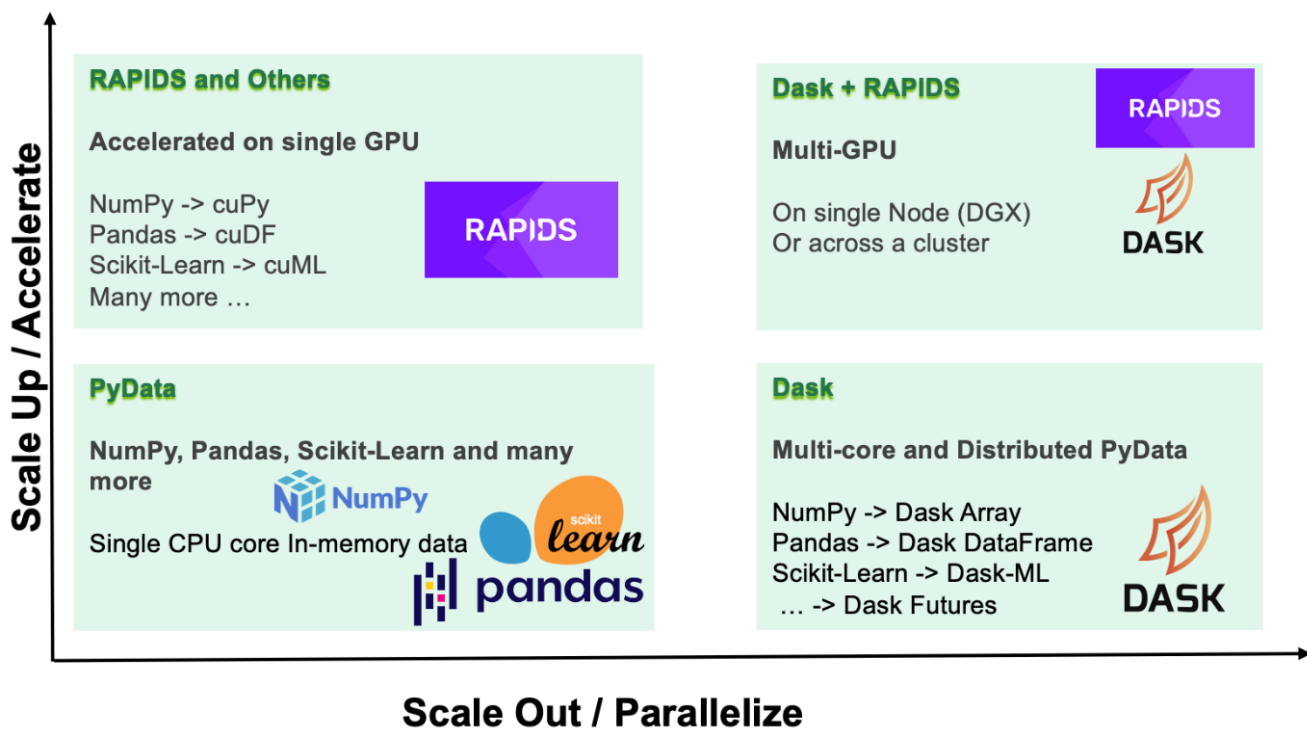 Scale Up / Accelerate
RAPIDS and Others
Accelerated on single GPU
NumPy -> cuPy
Pandas -> cuDF
Scikit-Learn -> cuML
Many more …
RAPIDS
Dask + RAPIDS
Multi-GPU
On single Node (DGX)
Or across a cluster
RAPIDS
DASK
PyData
NumPy, Pandas, Scikit-Learn and many
more
NumPy
Single CPU core In-memory data
scikit
learn
pandas
Dask
Multi-core and Distributed PyData
NumPy -> Dask Array
Pandas -> Dask DataFrame
Scikit-Learn -> Dask-ML
… -> Dask Futures
DASK
Scale Out / Parallelize